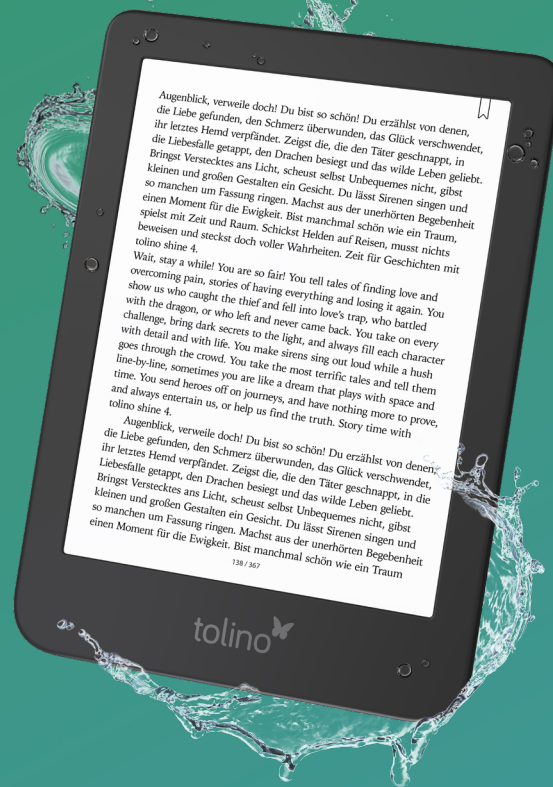 Augenblick, verweile doch! Du bist so schön! Du erzählst von denen,
die Liebe gefunden, den Schmerz überwunden, das Glück verschwendet,
ihr letztes Hemd verpfändet. Zeigst die, die den Täter geschnappt, in
die Liebesfalle getappt, den Drachen besiegt und das wilde Leben geliebt.
Bringst Verstecktes ans Licht, scheust selbst Unbequemes nicht, gibst
kleinen und großen Gestalten ein Gesicht. Du lässt Sirenen singen und
so manchen um Fassung ringen. Machst aus der unerhörten Begebenheit
einen Moment für die Ewigkeit. Bist manchmal schön wie ein Traum,
spielst mit Zeit und Raum. Schickst Helden auf Reisen, musst nichts
beweisen und steckst doch voller Wahrheiten. Zeit für Geschichten mit
tolino shine 4.
Wait, stay a while! You are so fair! You tell tales of finding love and
overcoming pain, stories of having everything and losing it again. You
show us who caught the thief and fell into love's trap, who battled
with the dragon, or who left and never came back. You take on every
challenge, bring dark secrets to the light, and always fill each character
with detail and with life. You make sirens sing out loud while a hush
goes through the crowd. You take the most terrific tales and tell them
line-by-line, sometimes you are like a dream that plays with space and
time. You send heroes off on journeys, and have nothing more to prove,
and always entertain us, or help us find the truth. Story time with
tolino shine 4.
Augenblick, verweile doch! Du bist so schön! Du erzählst von denen,
die Liebe gefunden, den Schmerz überwunden, das Glück verschwendet,
ihr letztes Hemd verpfändet. Zeigst die, die den Täter geschnappt, in die
Liebesfalle getappt, den Drachen besiegt und das wilde Leben geliebt.
Bringst Verstecktes ans Licht, scheust selbst Unbequemes nicht, gibst
kleinen und großen Gestalten ein Gesicht. Du lässt Sirenen singen und
so manchen um Fassung ringen. Machst aus der unerhörten Begebenheit
einen Moment für die Ewigkeit. Bist manchmal schön wie ein Traum
138 / 367
tolino